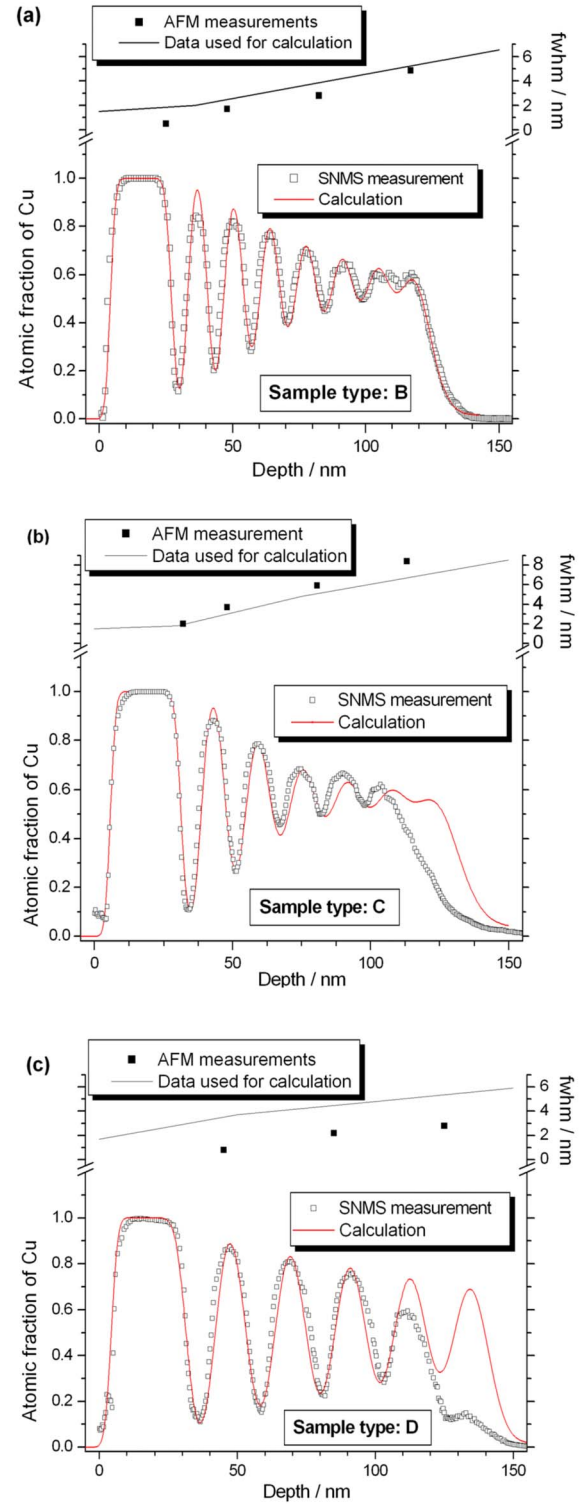 (a)
AFM measurements
Data used for calculation
6
4
2
0
fwhm / nm
SNMS measurement
Calculation
1.0
0.8
0.6
0.4
0.2
0.0
Atomic fraction of Cu
Sample type: B
0
50
100
150
Depth / nm
(b)
AFM measurement
Data used for calculation
8
6
4
2
0
fwhm / nm
SNMS measurement
Calculation
1.0
0.8
0.6
0.4
0.2
0.0
Atomic fraction of Cu
Sample type: C
0
50
100
150
Depth / nm
(c)
AFM measurements
Data used for calculation
6
4
2
0
fwhm / nm
SNMS measurement
Calculation
1.0
0.8
0.6
0.4
0.2
0.0
Atomic fraction of Cu
Sample type: D
0
50
100
150
Depth / nm